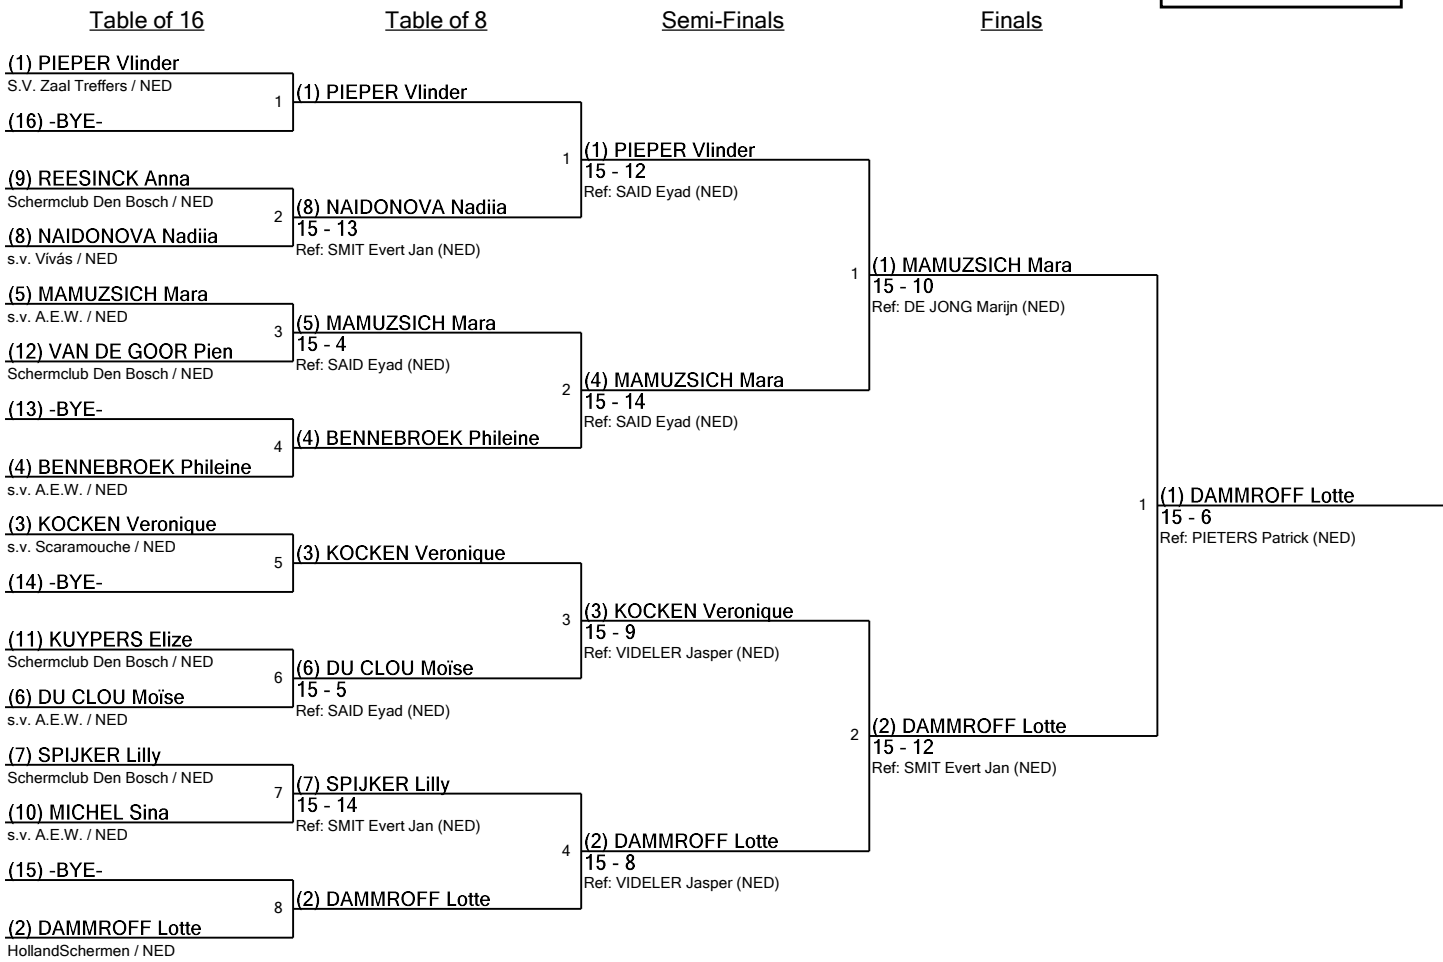 Table of 16
Table of 8
Semi-Finals
Finals
(1) PIEPER Vlinder
S.V. Zaal Treffers / NED
1
(16) -BYE-
(9) REESINCK Anna
Schermclub Den Bosch / NED
2
(8) NAIDONOVA Nadiia
s.v. Vívás / NED
(5) MAMUZSICH Mara
s.v. A.E.W. / NED
3
(12) VAN DE GOOR Pien
Schermclub Den Bosch / NED
(13) -BYE-
4
(4) BENNEBROEK Phileine
s.v. A.E.W. / NED
(3) KOCKEN Veronique
s.v. Scaramouche / NED
5
(14) -BYE-
(11) KUYPERS Elize
Schermclub Den Bosch / NED
6
(6) DU CLOU Moïse
s.v. A.E.W. / NED
(7) SPIJKER Lilly
Schermclub Den Bosch / NED
7
(10) MICHEL Sina
s.v. A.E.W. / NED
(15) -BYE-
8
(2) DAMMROFF Lotte
HollandSchermen / NED
(1) PIEPER Vlinder
1
(8) NAIDONOVA Nadiia
15 - 13
Ref: SMIT Evert Jan (NED)
(5) MAMUZSICH Mara
15 - 4
Ref: SAID Eyad (NED)
2
(4) BENNEBROEK Phileine
(3) KOCKEN Veronique
3
(6) DU CLOU Moïse
15 - 5
Ref: SAID Eyad (NED)
(7) SPIJKER Lilly
15 - 14
Ref: SMIT Evert Jan (NED)
4
(2) DAMMROFF Lotte
(1) PIEPER Vlinder
15 - 12
Ref: SAID Eyad (NED)
1
(4) MAMUZSICH Mara
15 - 14
Ref: SAID Eyad (NED)
(3) KOCKEN Veronique
15 - 9
Ref: VIDELER Jasper (NED)
2
(2) DAMMROFF Lotte
15 - 8
Ref: VIDELER Jasper (NED)
(1) MAMUZSICH Mara
15 - 10
Ref: DE JONG Marijn (NED)
1
(2) DAMMROFF Lotte
15 - 12
Ref: SMIT Evert Jan (NED)
(1) DAMMROFF Lotte
15 - 6
Ref: PIETERS Patrick (NED)